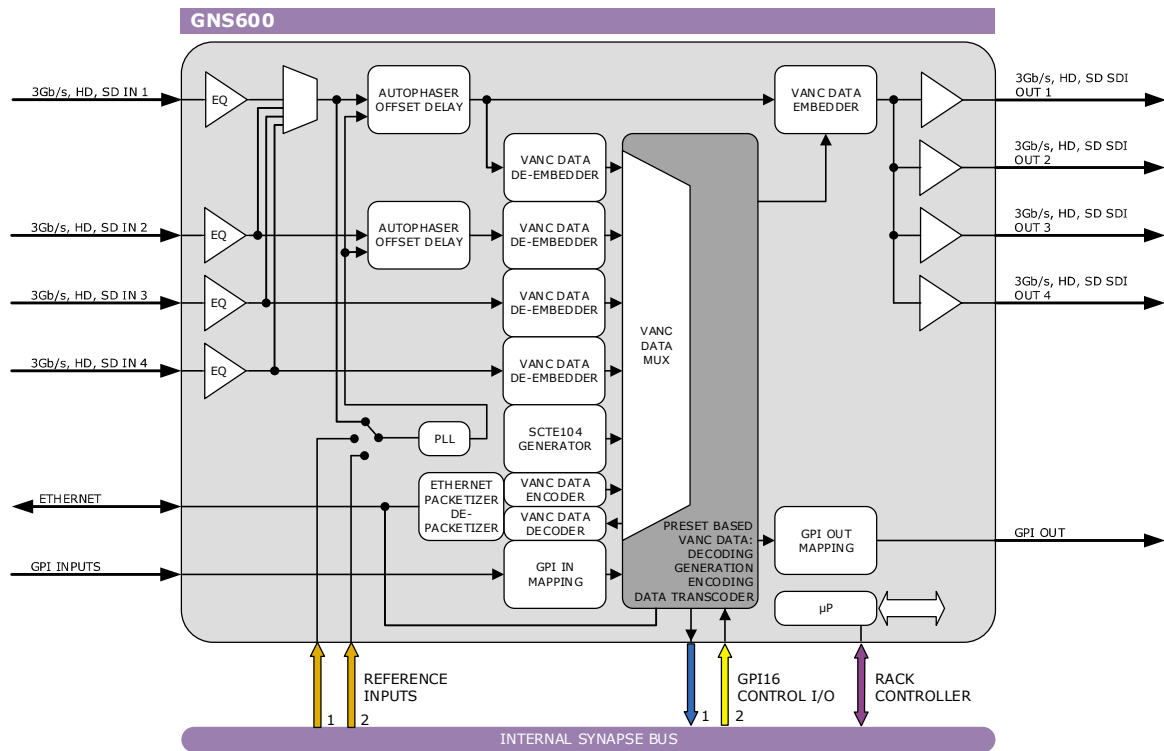 GNS600
3Gb/s, HD, SD IN 1
EQ
AUTOPHASER
OFFSET DELAY
VANC DATA
EMBEDDER
3Gb/s, HD, SD SDI
OUT 1
VANC DATA
DE-EMBEDDER
3Gb/s, HD, SD SDI
OUT 2
3Gb/s, HD, SD IN 2
EQ
AUTOPHASER
OFFSET DELAY
VANC DATA
DE-EMBEDDER
3Gb/s, HD, SD SDI
OUT 3
3Gb/s, HD, SD IN 3
EQ
VANC DATA
DE-EMBEDDER
3Gb/s, HD, SD SDI
OUT 4
VANC
DATA
MUX
3Gb/s, HD, SD IN 4
EQ
VANC DATA
DE-EMBEDDER
PLL
SCTE104
GENERATOR
ETHERNET
ETHERNET
PACKETIZER
DE-
PACKETIZER
VANC DATA
ENCODER
VANC DATA
DECODER
PRESET BASED
VANC DATA:
DECODING
GENERATION
ENCODING
DATA TRANSCODER
GPI OUT
MAPPING
GPI OUT
GPI INPUTS
GPI IN
MAPPING
µP
REFERENCE
INPUTS
1
2
GPI16
CONTROL I/O
1
2
RACK
CONTROLLER
INTERNAL SYNAPSE BUS